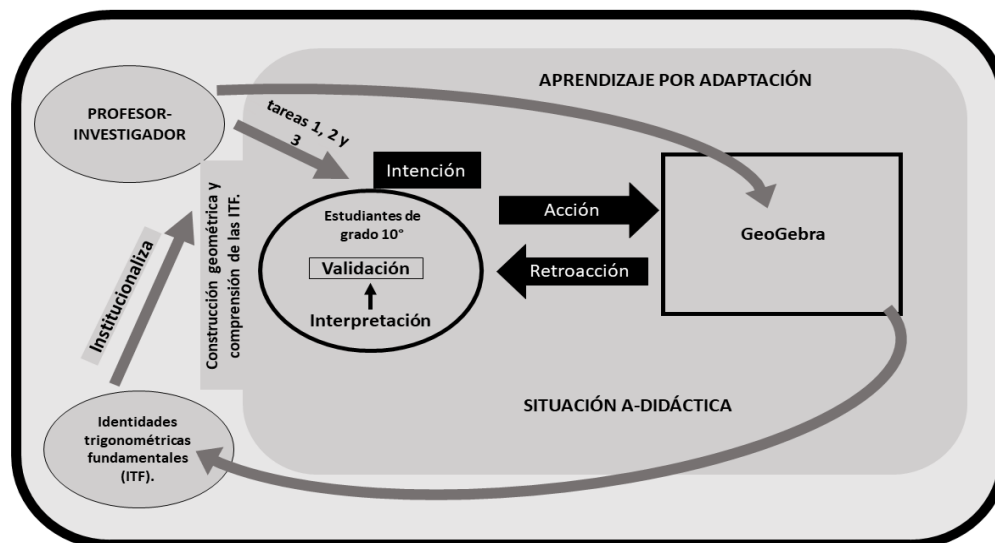 APRENDIZAJE POR ADAPTACIÓN
PROFESOR-
INVESTIGADOR
tareas 1, 2 y
3
Intención
Estudiantes de
grado 10°
Validación
Interpretación
Acción
Retroacción
GeoGebra
Construcción geométrica y
comprensión de las ITF.
Institucionaliza
SITUACIÓN A-DIDÁCTICA
Identidades
trigonométricas
fundamentales
(ITF).